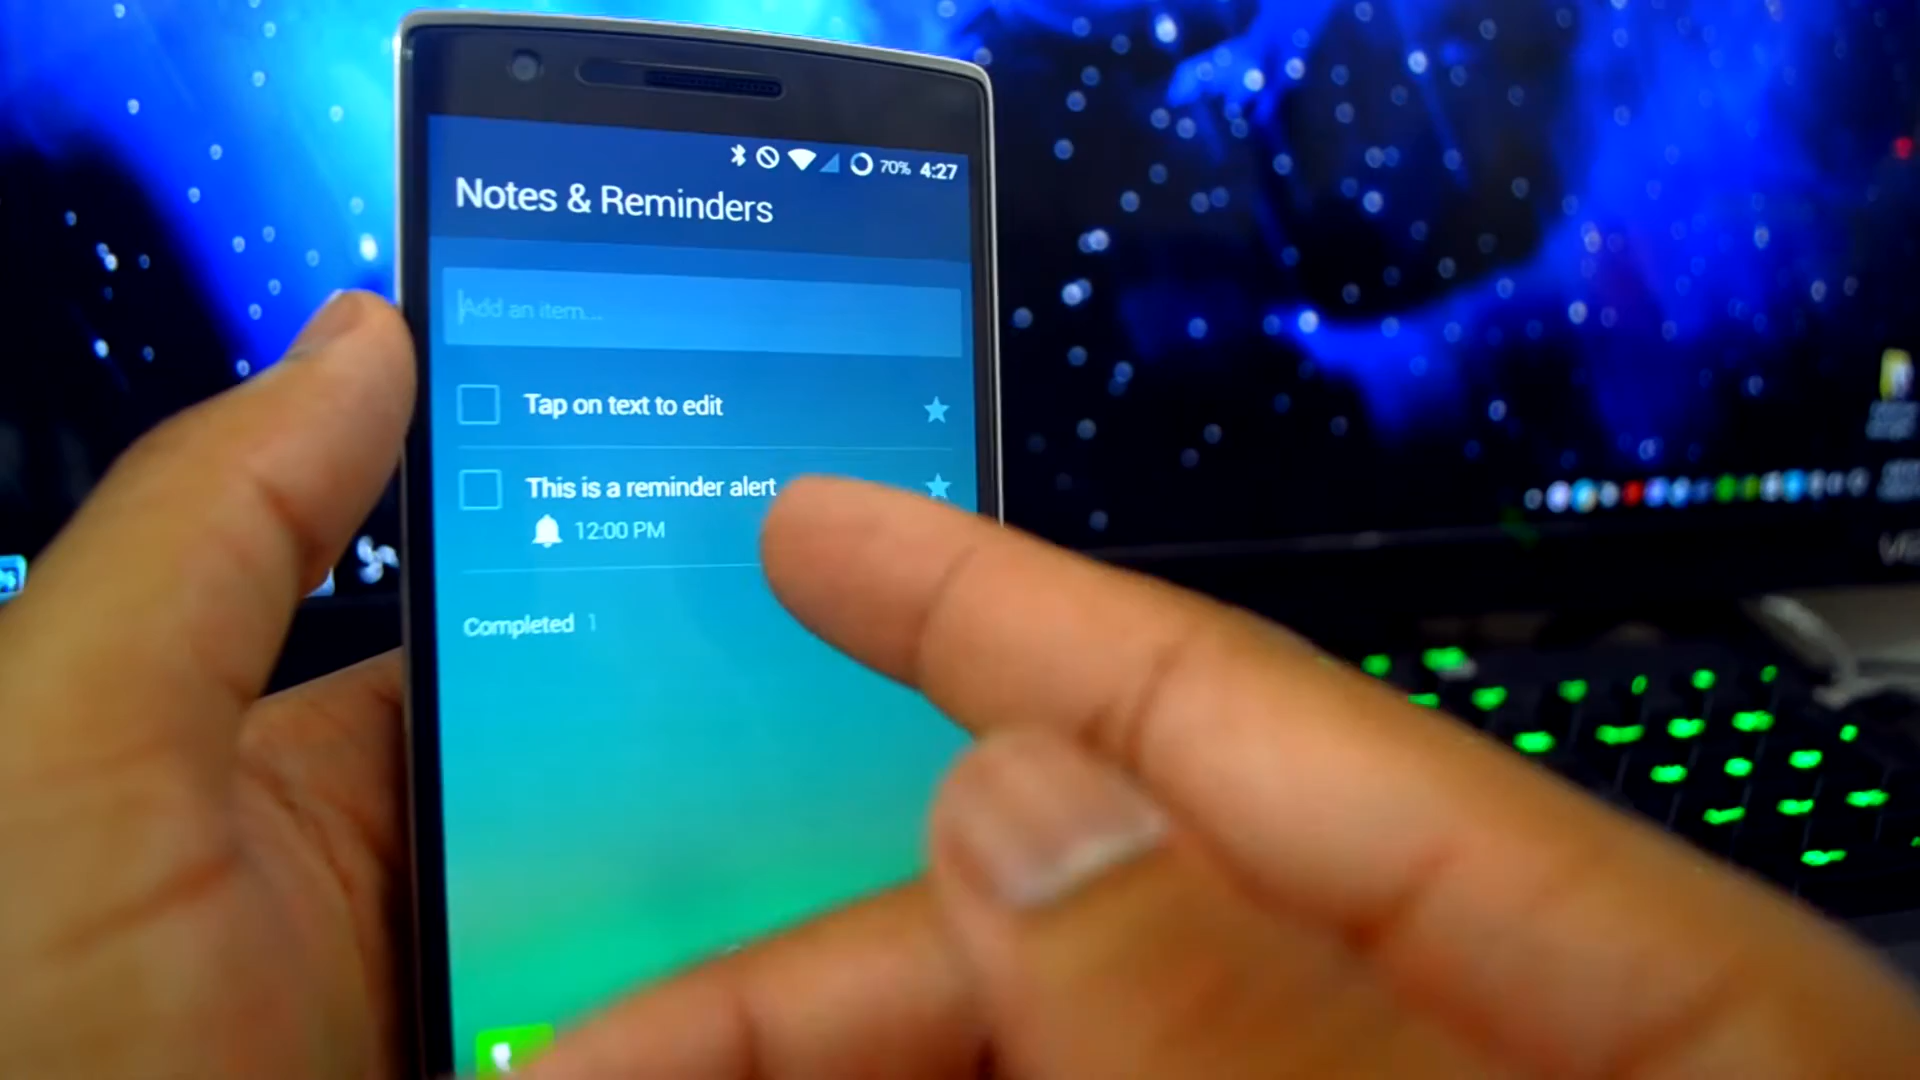 70% 4:27
Notes & Reminders
Add an item...
Tap on text to edit
This is a reminder alert
12:00 PM
Completed 1